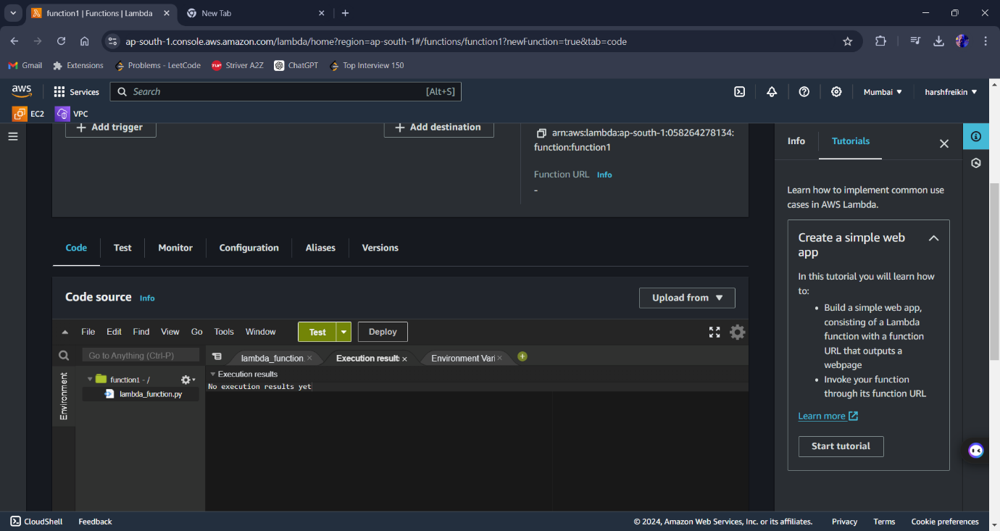 function1 | Functions | Lambda
New Tab
ap-south-1.console.aws.amazon.com/lambda/home?region=ap-south-1#/functions/function1?newFunction=true&tab=code
Gmail Extensions Problems - LeetCode TUF Striver A2Z ChatGPT Top Interview 150
aws Services Search [Alt+S] Mumbai harshfreikin
EC2 VPC
Add trigger Add destination
arn:aws:lambda:ap-south-1:058264278134:
function:function1
Function URL Info
-
Code Test Monitor Configuration Aliases Versions
Code source Info Upload from
File Edit Find View Go Tools Window Test Deploy
Go to Anything (Ctrl-P)
lambda_function Execution result Environment Vari
Environment
function1 - /
lambda_function.py
Execution results
No execution results yet
Info Tutorials
Learn how to implement common use
cases in AWS Lambda.
Create a simple web
app
In this tutorial you will learn how
to:
• Build a simple web app,
consisting of a Lambda
function with a function
URL that outputs a
webpage
• Invoke your function
through its function URL
Learn more
Start tutorial
CloudShell Feedback © 2024, Amazon Web Services, Inc. or its affiliates. Privacy Terms Cookie preferences